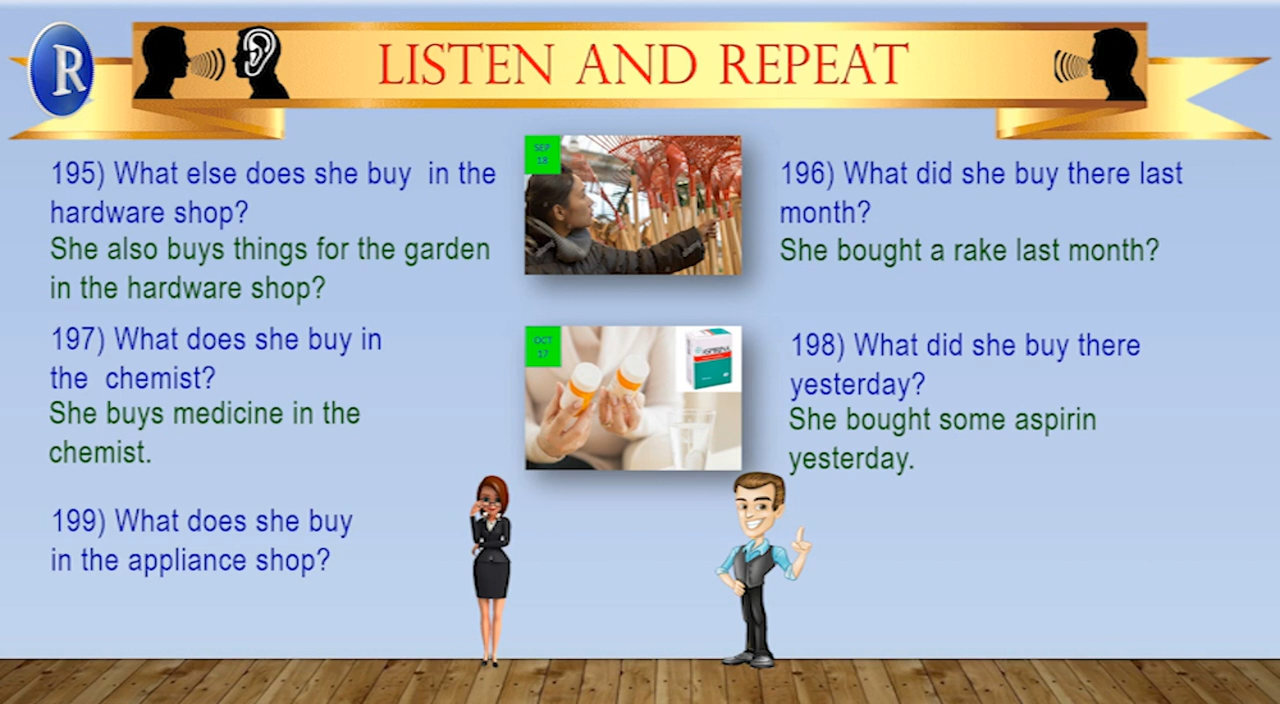 R
LISTEN AND REPEAT
195) What else does she buy in the
hardware shop?
She also buys things for the garden
in the hardware shop?
SEP
18
196) What did she buy there last
month?
She bought a rake last month?
197) What does she buy in
the chemist?
She buys medicine in the
chemist.
OCT
17
198) What did she buy there
yesterday?
She bought some aspirin
yesterday.
199) What does she buy
in the appliance shop?